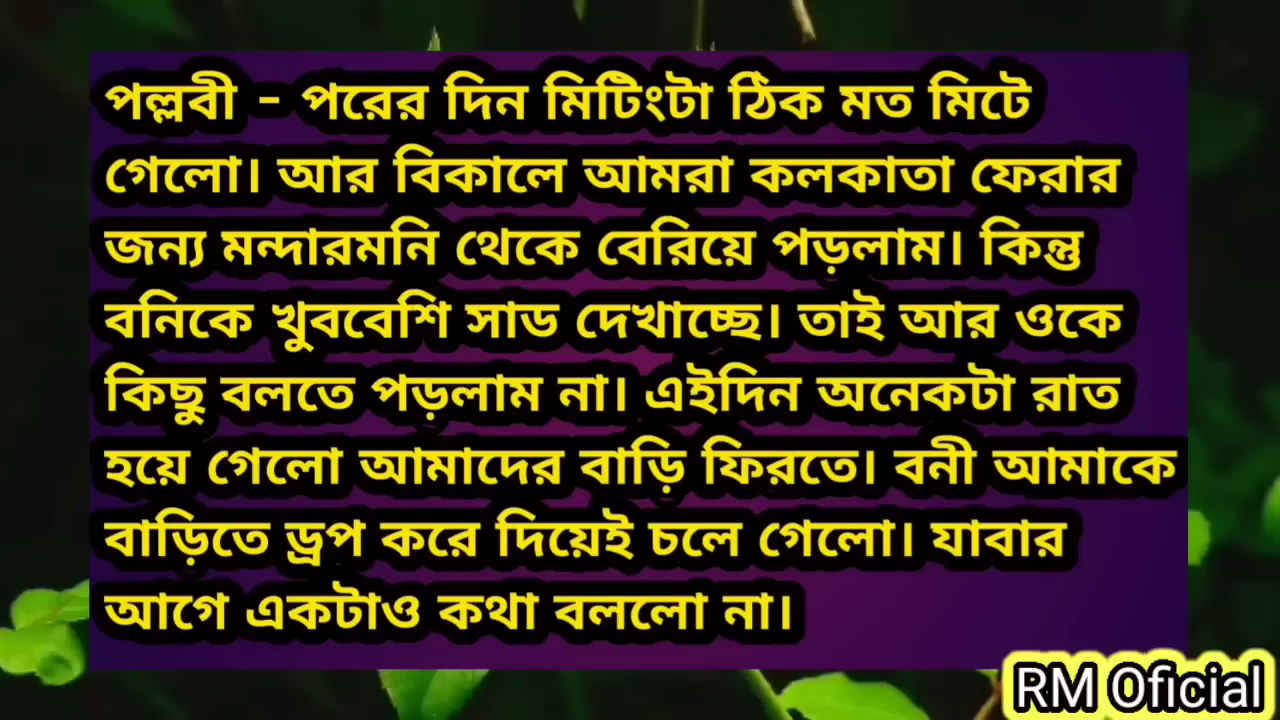 পল্লবী - পরের দিন মিটিংটা ঠিক মত মিটে
গেলো। আর বিকালে আমরা কলকাতা ফেরার
জন্য মন্দারমনি থেকে বেরিয়ে পড়লাম। কিন্তু
বনিকে খুববেশি সাড দেখাচ্ছে। তাই আর ওকে
কিছু বলতে পড়লাম না। এইদিন অনেকটা রাত
হয়ে গেলো আমাদের বাড়ি ফিরতে। বনী আমাকে
বাড়িতে ড্রপ করে দিয়েই চলে গেলো। যাবার
আগে একটাও কথা বললো না।
RM Oficial